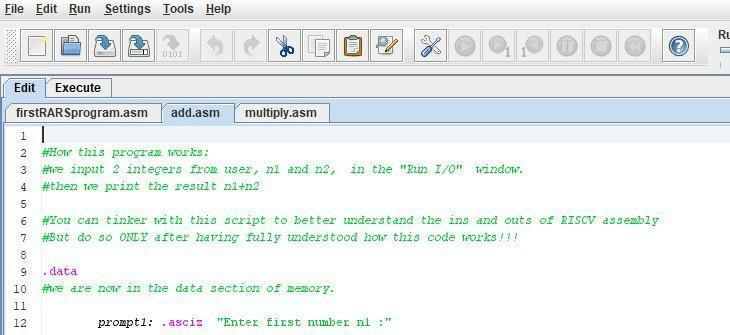 File Edit Run Settings Tools Help
Ru
0101 1 1
Edit Execute
firstRARSprogram.asm add.asm multiply.asm
1
2 #How this program works:
3 #we input 2 integers from user, n1 and n2, in the "Run I/O" window.
4 #then we print the result n1+n2
5
6 #You can tinker with this script to better understand the ins and outs of RISCV assembly
7 #But do so ONLY after having fully understood how this code works!!!
8
9 .data
10 #we are now in the data section of memory.
11
12 prompt1: .asciz "Enter first number n1 :"